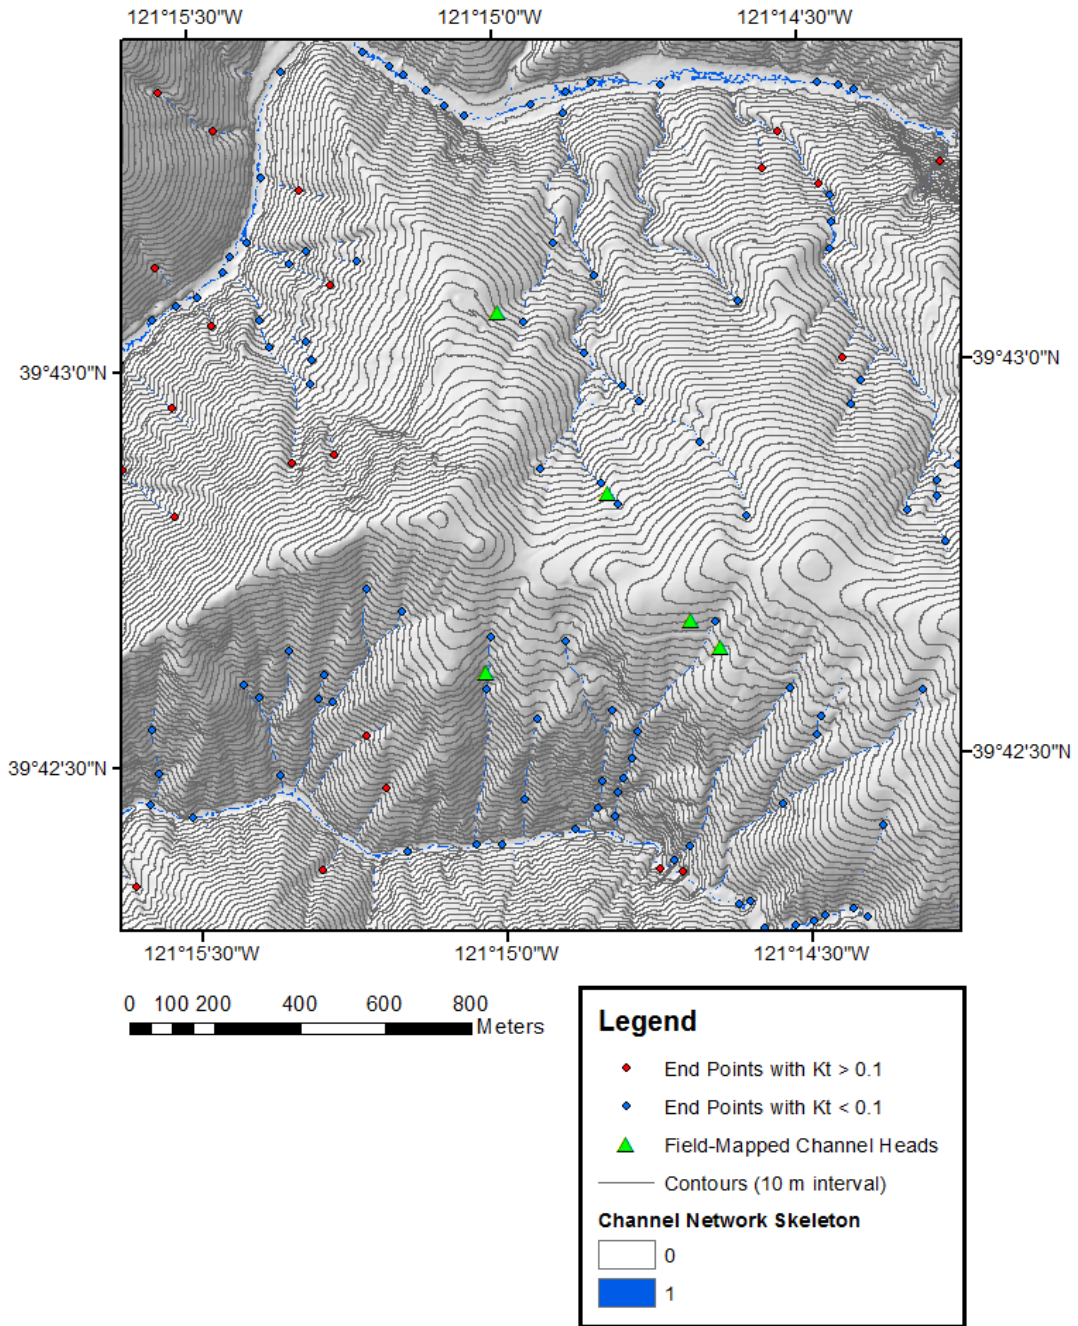 121°15'30"W 121°15'0"W 121°14'30"W
39°43'0"N 39°43'0"N
39°42'30"N 39°42'30"N
121°15'30"W 121°15'0"W 121°14'30"W
0 100 200 400 600 800
Meters
Legend
End Points with Kt > 0.1
End Points with Kt < 0.1
Field-Mapped Channel Heads
Contours (10 m interval)
Channel Network Skeleton
0
1